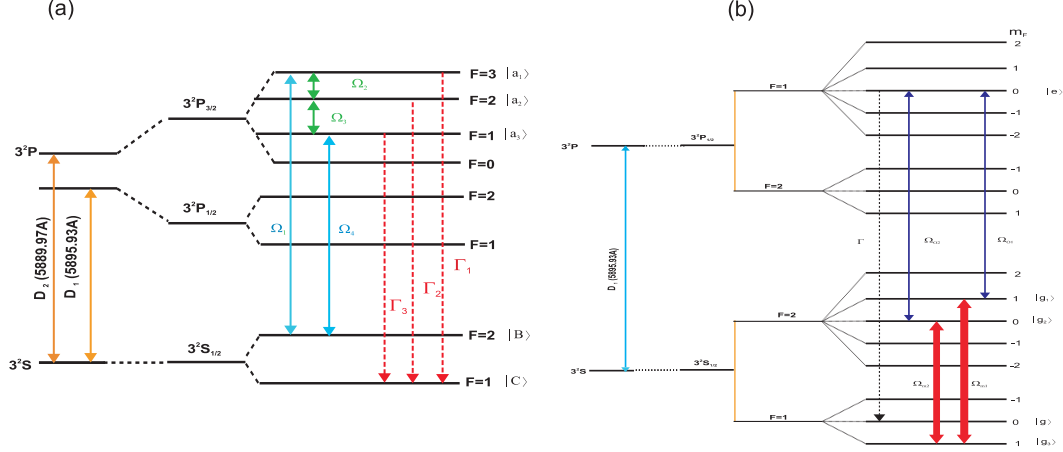 (a)
F=3 |a₁⟩
Ω₂
F=2 |a₂⟩
Ω₃
3²P₃/₂
F=1 |a₃⟩
3²P
F=0
F=2
3²P₁/₂
Ω₁
Ω₄
F=1
D₂ (5889.97A)
D₁ (5895.93A)
Γ₁
Γ₂
Γ₃
F=2 |B⟩
3²S₁/₂
3²S
F=1 |C⟩
(b)
m_F
2
1
F=1
0 |e⟩
-1
-2
3²P
-1
F=2
0
1
D₁ (5895.93A)
Γ
2
1 |g₁⟩
F=2
0 |g₂⟩
-1
-2
3²S
3²S₁/₂
-1
F=1
0 |g⟩
1 |g₃⟩